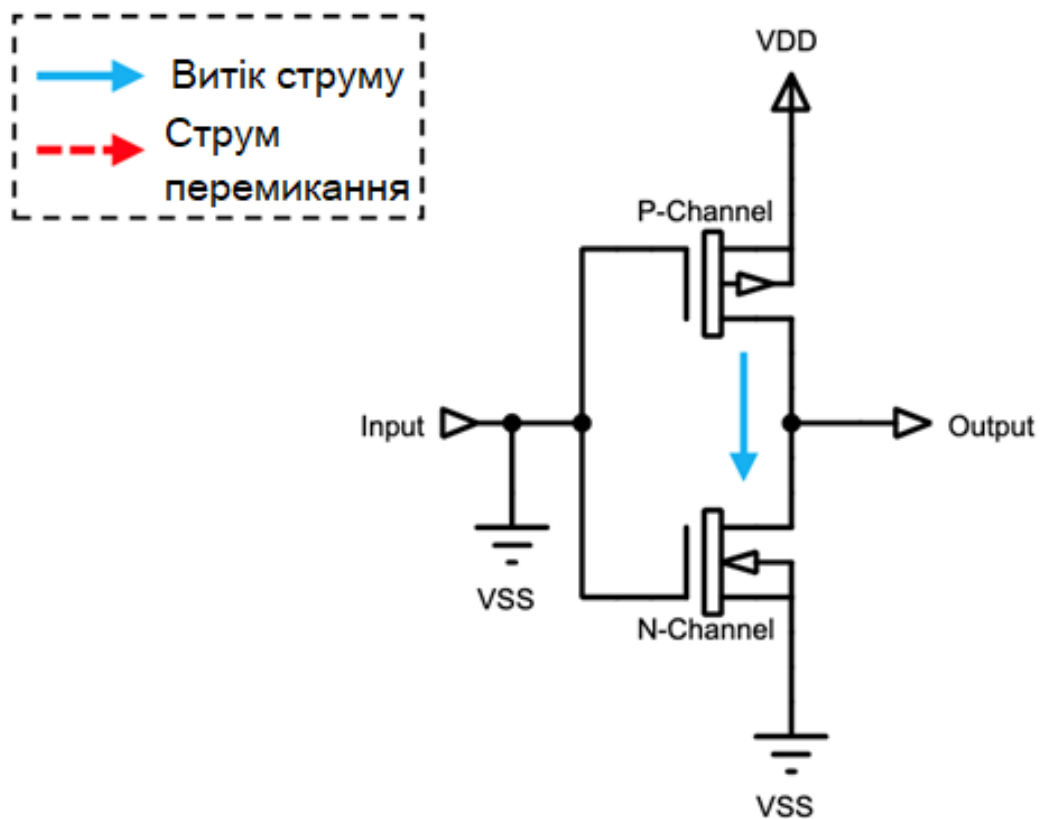 Витік струму
Струм
перемикання
VDD
P-Channel
Input
Output
VSS
N-Channel
VSS